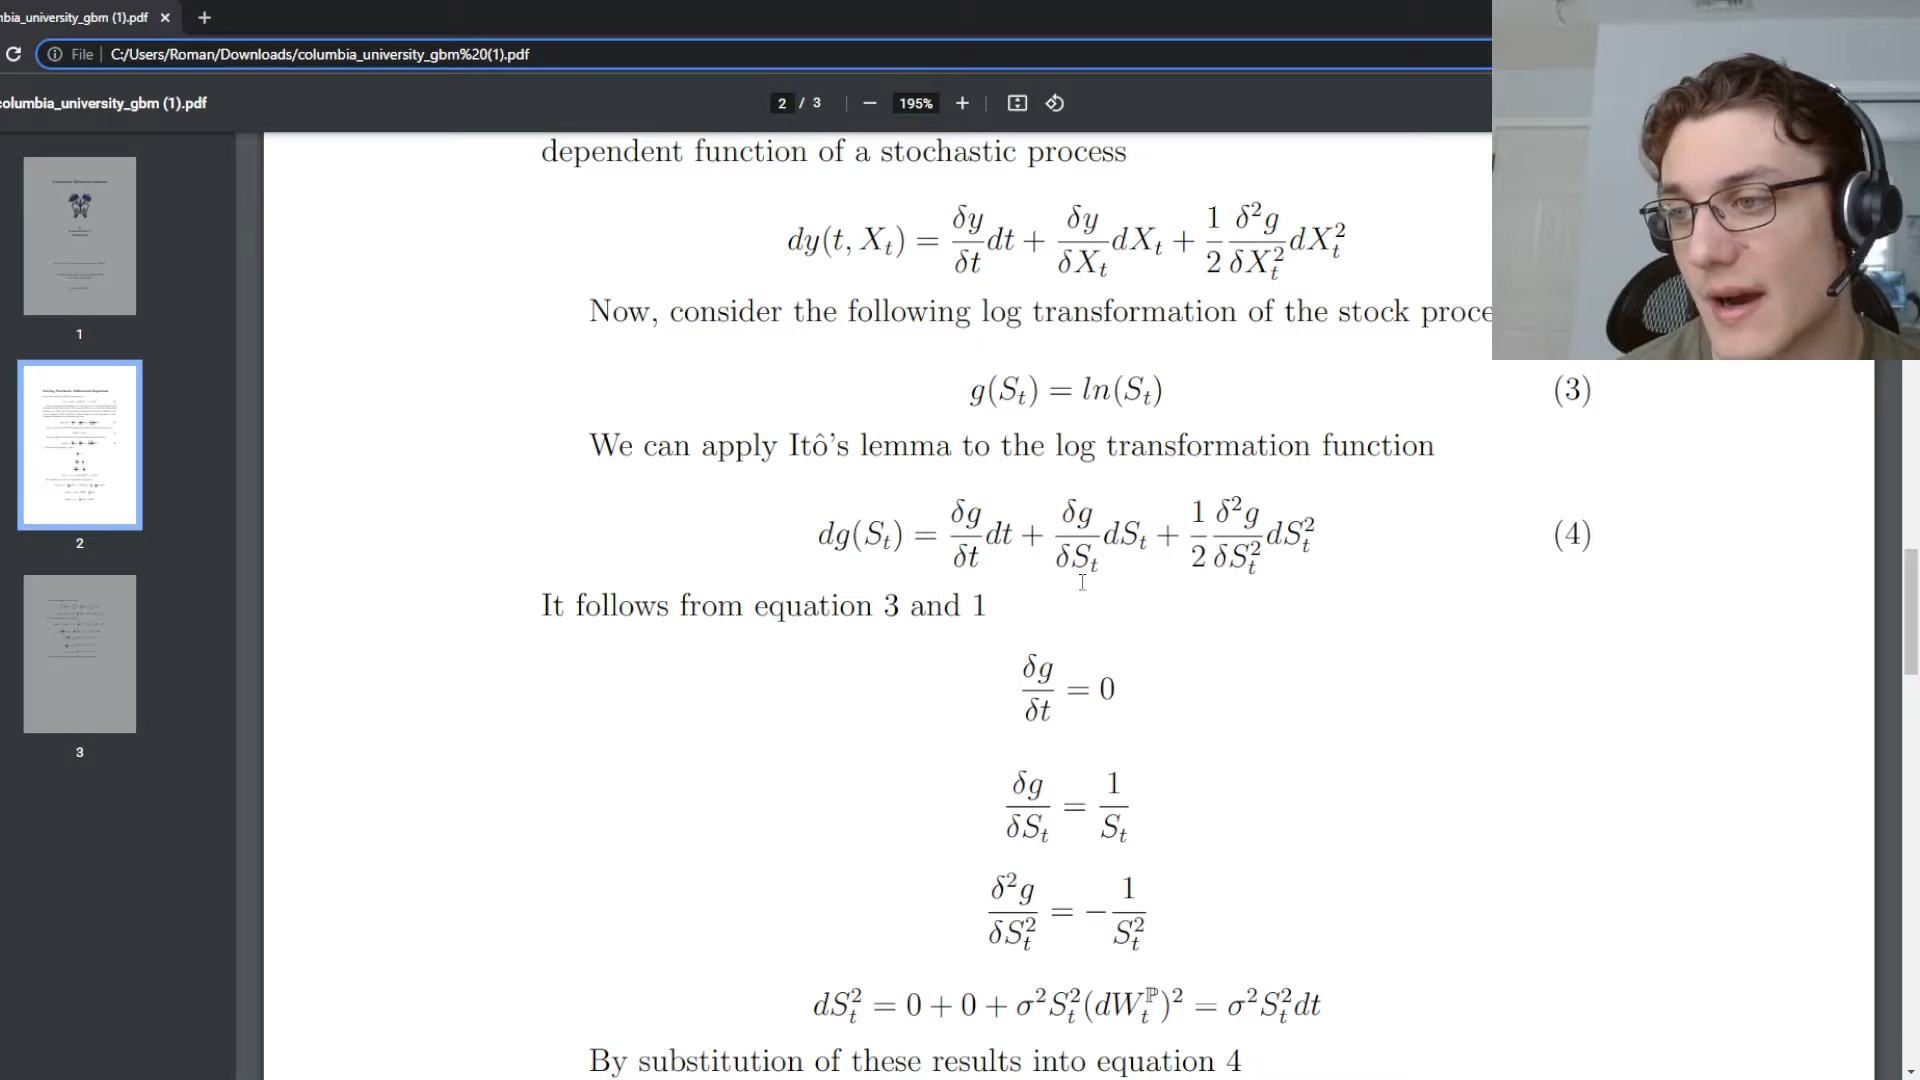 bia_university_gbm (1).pdf
File C:/Users/Roman/Downloads/columbia_university_gbm%20(1).pdf
columbia_university_gbm (1).pdf
2 / 3 195%
dependent function of a stochastic process
dy(t, X_t) = δy/δt dt + δy/δX_t dX_t + 1/2 δ²g/δX_t² dX_t²
Now, consider the following log transformation of the stock proce
g(S_t) = ln(S_t) (3)
We can apply Itô's lemma to the log transformation function
dg(S_t) = δg/δt dt + δg/δS_t dS_t + 1/2 δ²g/δS_t² dS_t² (4)
It follows from equation 3 and 1
δg/δt = 0
δg/δS_t = 1/S_t
δ²g/δS_t² = −1/S_t²
dS_t² = 0 + 0 + σ²S_t²(dW_t^ℙ)² = σ²S_t²dt
By substitution of these results into equation 4
1
2
3